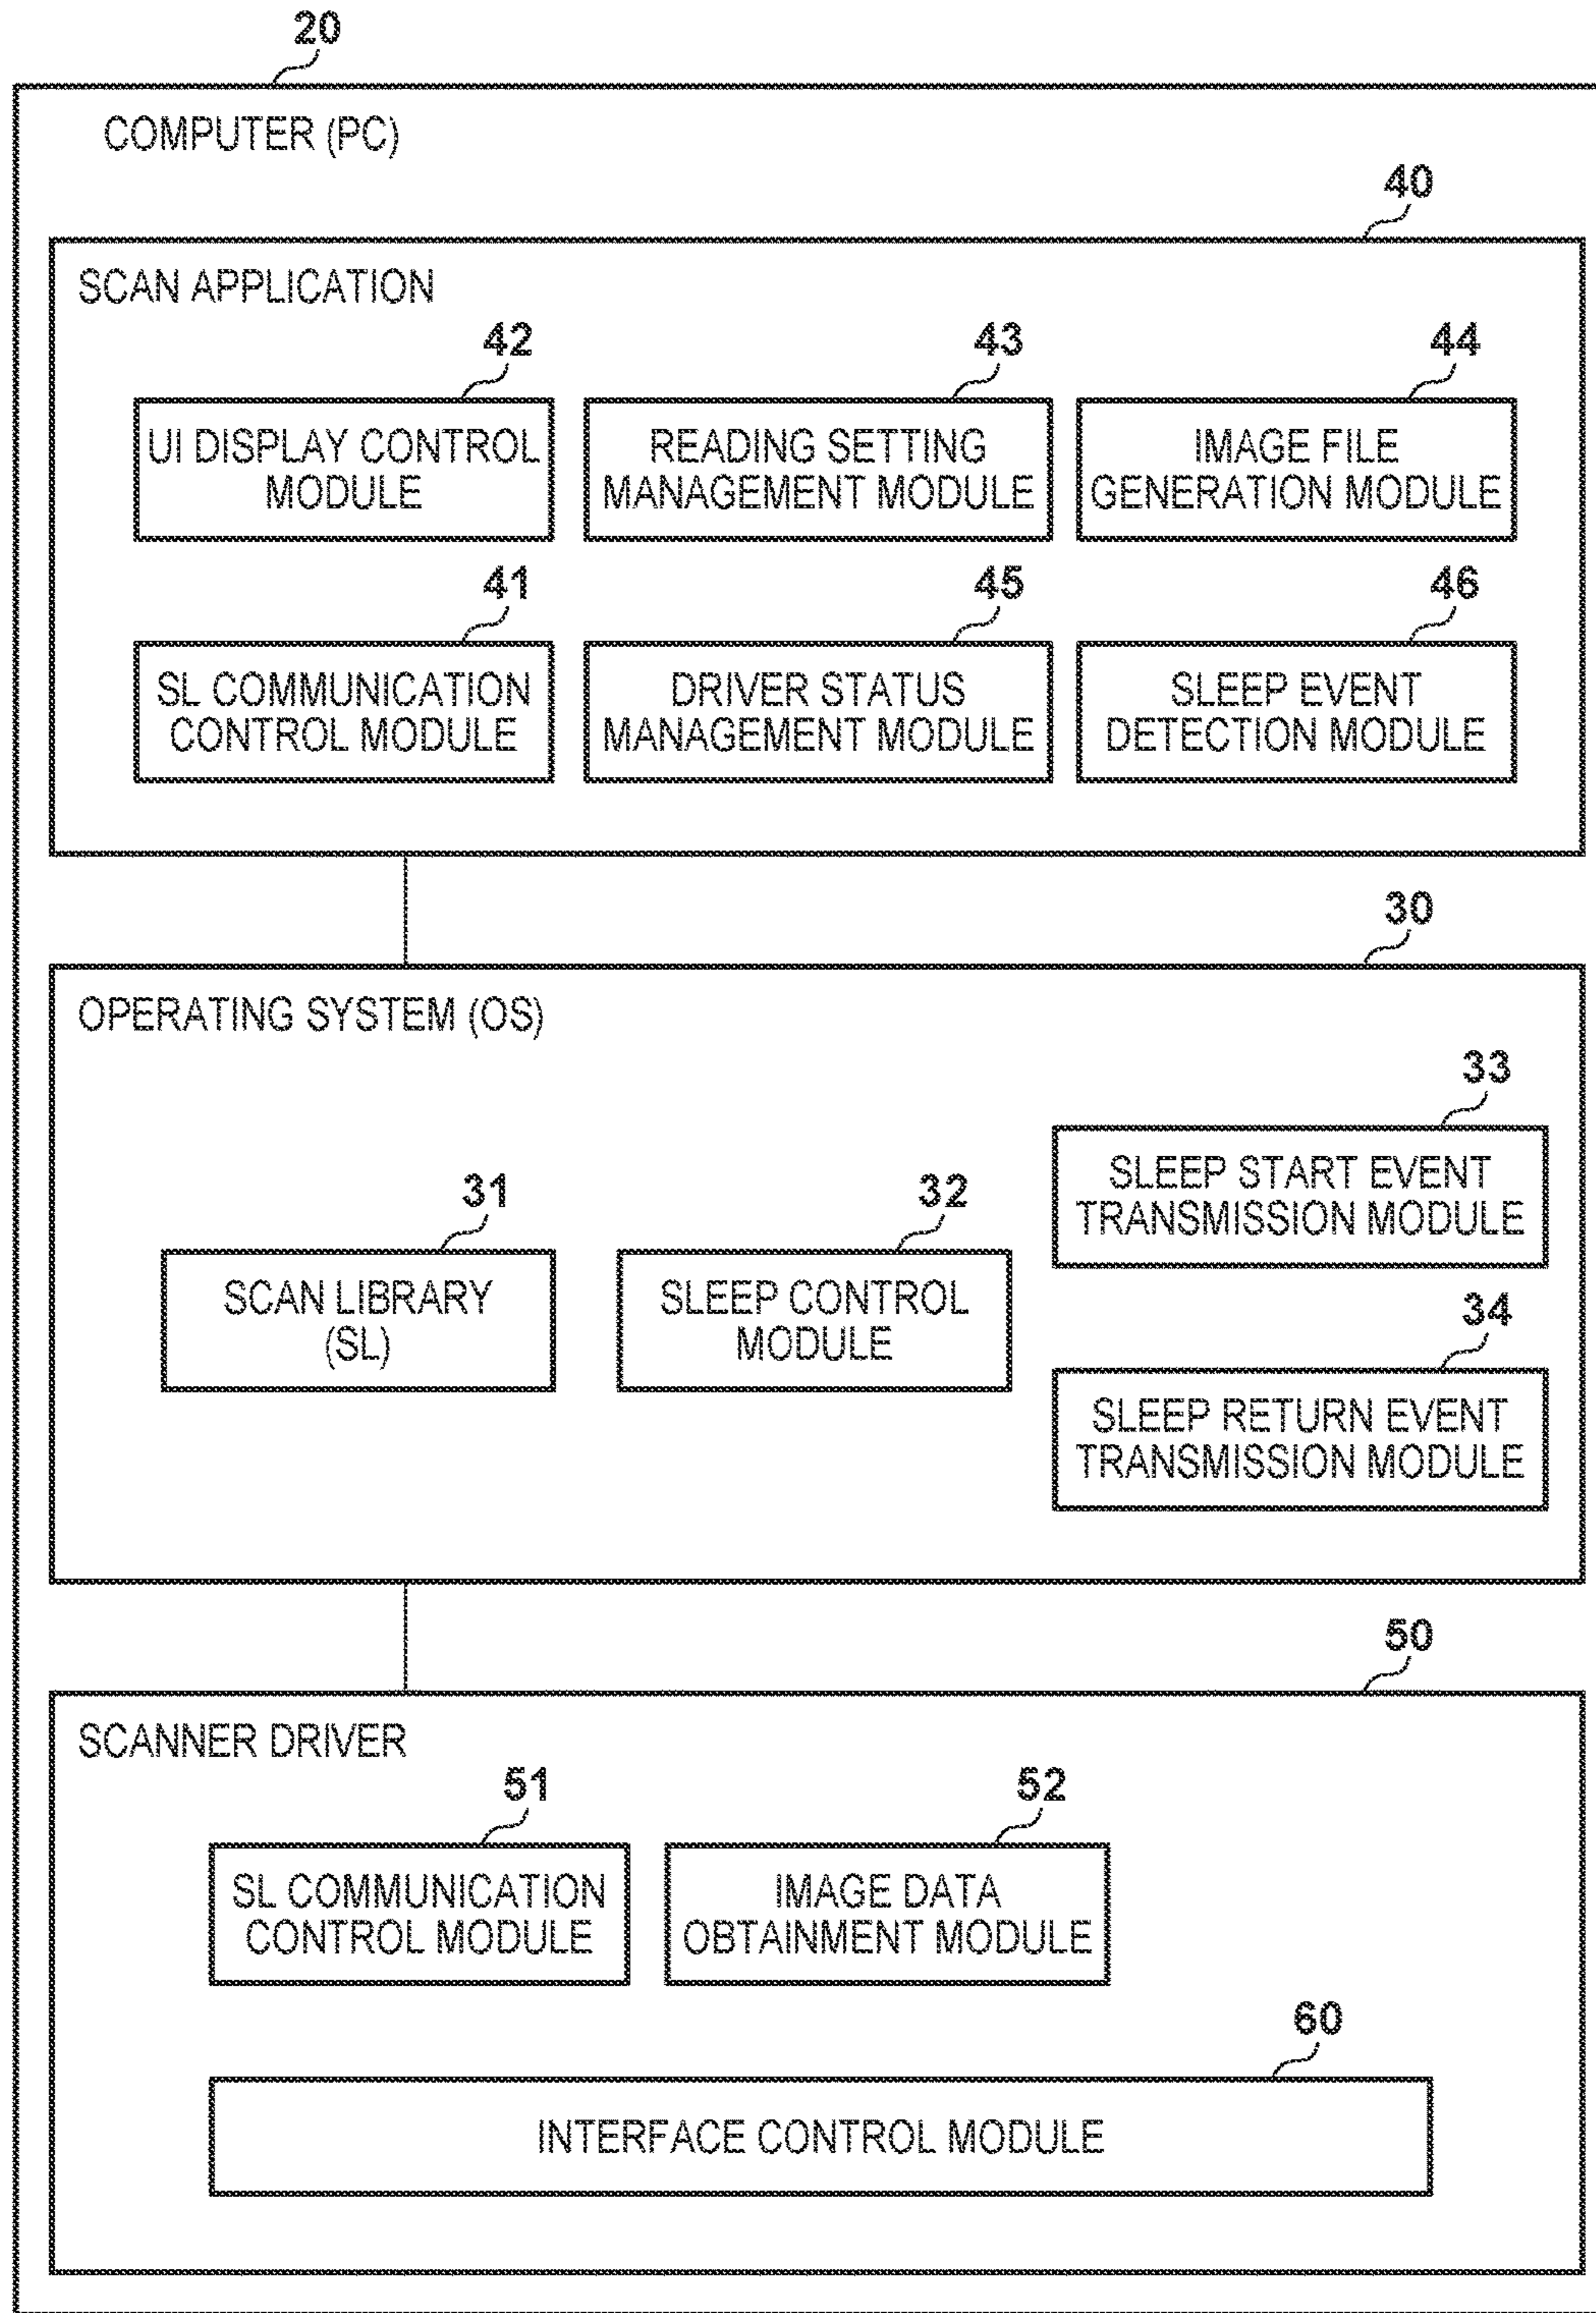 20
COMPUTER (PC)
40
SCAN APPLICATION
42
43
44
UI DISPLAY CONTROL
MODULE
READING SETTING
MANAGEMENT MODULE
IMAGE FILE
GENERATION MODULE
41
45
46
SL COMMUNICATION
CONTROL MODULE
DRIVER STATUS
MANAGEMENT MODULE
SLEEP EVENT
DETECTION MODULE
30
OPERATING SYSTEM (OS)
33
SLEEP START EVENT
TRANSMISSION MODULE
31
32
SCAN LIBRARY
(SL)
SLEEP CONTROL
MODULE
34
SLEEP RETURN EVENT
TRANSMISSION MODULE
50
SCANNER DRIVER
51
52
SL COMMUNICATION
CONTROL MODULE
IMAGE DATA
OBTAINMENT MODULE
60
INTERFACE CONTROL MODULE